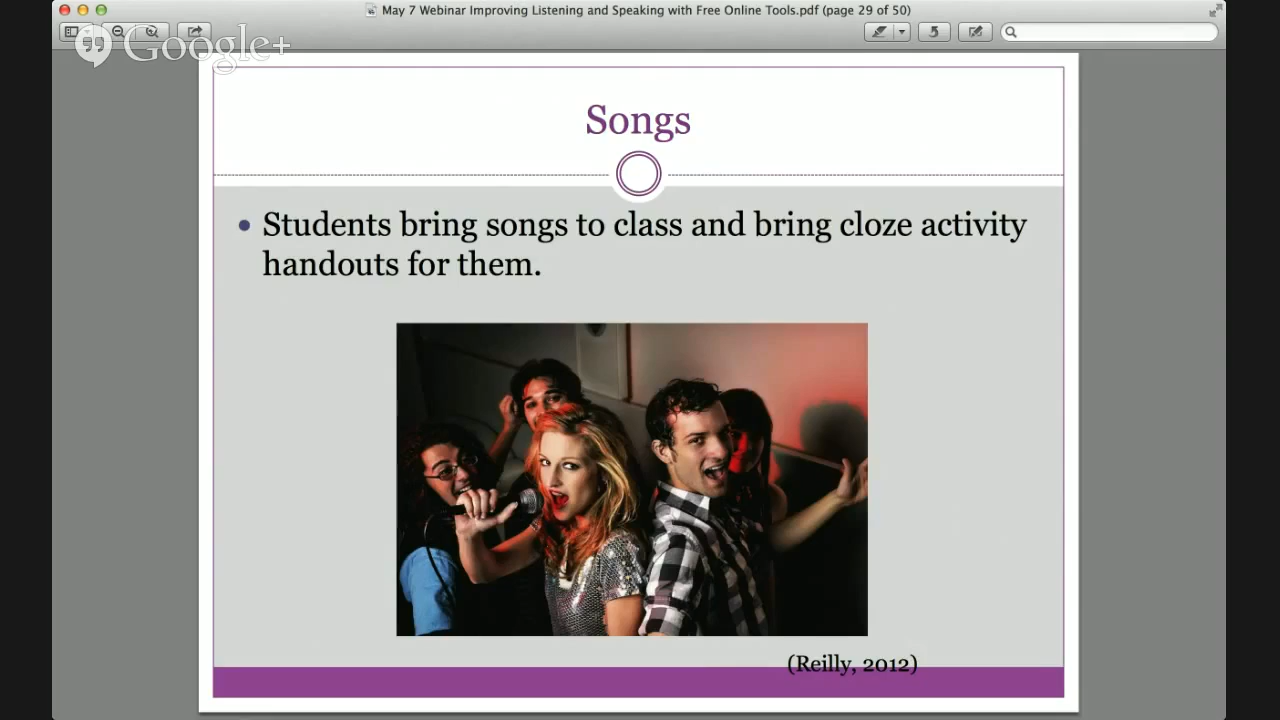 May 7 Webinar Improving Listening and Speaking with Free Online Tools.pdf (page 29 of 50)
Google+
Songs
• Students bring songs to class and bring cloze activity
handouts for them.
(Reilly, 2012)